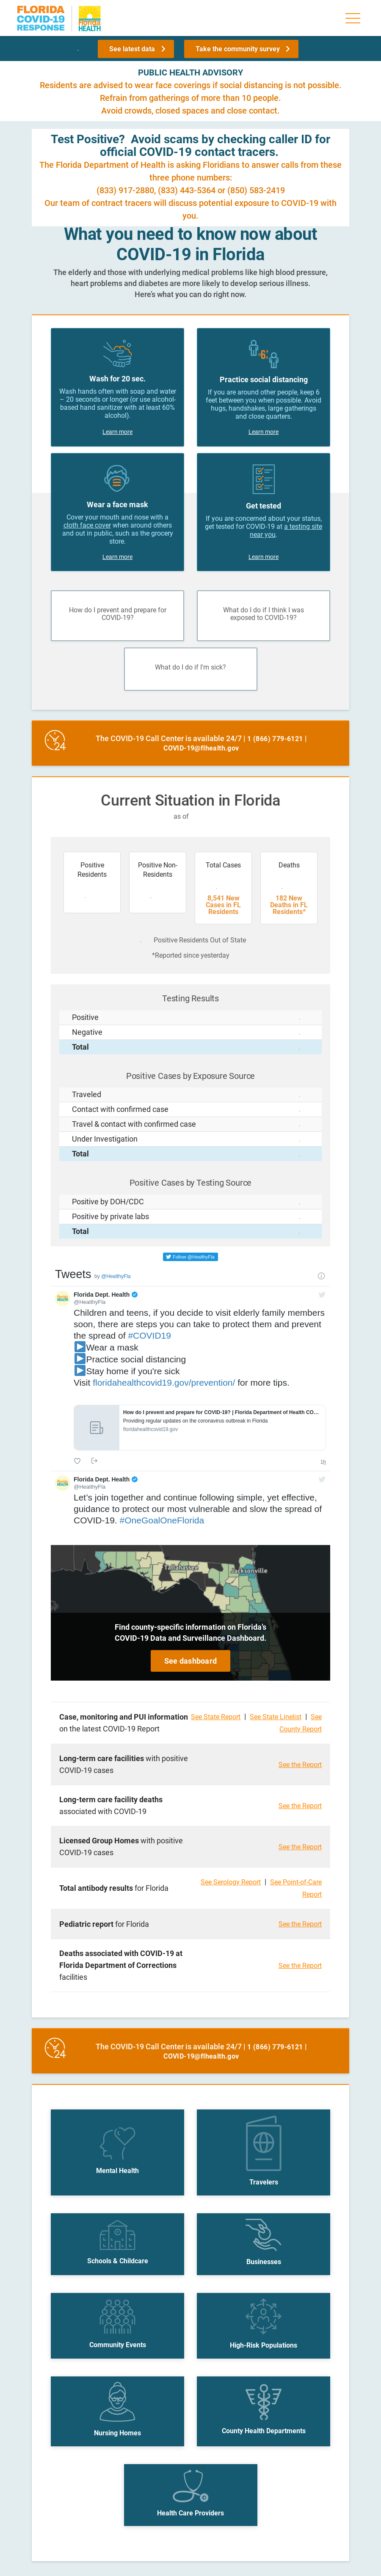 FLORIDA
COVID-19
RESPONSE
Florida
HEALTH
See latest data
Take the community survey
PUBLIC HEALTH ADVISORY
Residents are advised to wear face coverings if social distancing is not possible.
Refrain from gatherings of more than 10 people.
Avoid crowds, closed spaces and close contact.
Test Positive?  Avoid scams by checking caller ID for
official COVID-19 contact tracers.
The Florida Department of Health is asking Floridians to answer calls from these
three phone numbers:
(833) 917-2880, (833) 443-5364 or (850) 583-2419
Our team of contract tracers will discuss potential exposure to COVID-19 with
you.
What you need to know now about
COVID-19 in Florida
The elderly and those with underlying medical problems like high blood pressure,
heart problems and diabetes are more likely to develop serious illness.
Here's what you can do right now.
Wash for 20 sec.
Wash hands often with soap and water
– 20 seconds or longer (or use alcohol-
based hand sanitizer with at least 60%
alcohol).
Learn more
6'
Practice social distancing
If you are around other people, keep 6
feet between you when possible. Avoid
hugs, handshakes, large gatherings
and close quarters.
Learn more
Wear a face mask
Cover your mouth and nose with a
cloth face cover when around others
and out in public, such as the grocery
store.
Learn more
Get tested
If you are concerned about your status,
get tested for COVID-19 at a testing site
near you.
Learn more
How do I prevent and prepare for
COVID-19?
What do I do if I think I was
exposed to COVID-19?
What do I do if I'm sick?
24
The COVID-19 Call Center is available 24/7 | 1 (866) 779-6121 |
COVID-19@flhealth.gov
Current Situation in Florida
as of
Positive
Residents
Positive Non-
Residents
Total Cases
8,541 New
Cases in FL
Residents
Deaths
182 New
Deaths in FL
Residents*
Positive Residents Out of State
*Reported since yesterday
Testing Results
Positive
Negative
Total
Positive Cases by Exposure Source
Traveled
Contact with confirmed case
Travel & contact with confirmed case
Under Investigation
Total
Positive Cases by Testing Source
Positive by DOH/CDC
Positive by private labs
Total
Follow @HealthyFla
Tweets by @HealthyFla
Florida Dept. Health
@HealthyFla
Children and teens, if you decide to visit elderly family members
soon, there are steps you can take to protect them and prevent
the spread of #COVID19
▶Wear a mask
▶Practice social distancing
▶Stay home if you're sick
Visit floridahealthcovid19.gov/prevention/ for more tips.
How do I prevent and prepare for COVID-19? | Florida Department of Health CO...
Providing regular updates on the coronavirus outbreak in Florida
floridahealthcovid19.gov
1h
Florida Dept. Health
@HealthyFla
Let's join together and continue following simple, yet effective,
guidance to protect our most vulnerable and slow the spread of
COVID-19. #OneGoalOneFlorida
Tallahassee
Jacksonville
Find county-specific information on Florida's
COVID-19 Data and Surveillance Dashboard.
See dashboard
Case, monitoring and PUI information
on the latest COVID-19 Report
See State Report | See State Linelist | See
County Report
Long-term care facilities with positive
COVID-19 cases
See the Report
Long-term care facility deaths
associated with COVID-19
See the Report
Licensed Group Homes with positive
COVID-19 cases
See the Report
Total antibody results for Florida
See Serology Report | See Point-of-Care
Report
Pediatric report for Florida
See the Report
Deaths associated with COVID-19 at
Florida Department of Corrections
facilities
See the Report
24
The COVID-19 Call Center is available 24/7 | 1 (866) 779-6121 |
COVID-19@flhealth.gov
Mental Health
Travelers
Schools & Childcare
Businesses
Community Events
High-Risk Populations
Nursing Homes
County Health Departments
Health Care Providers